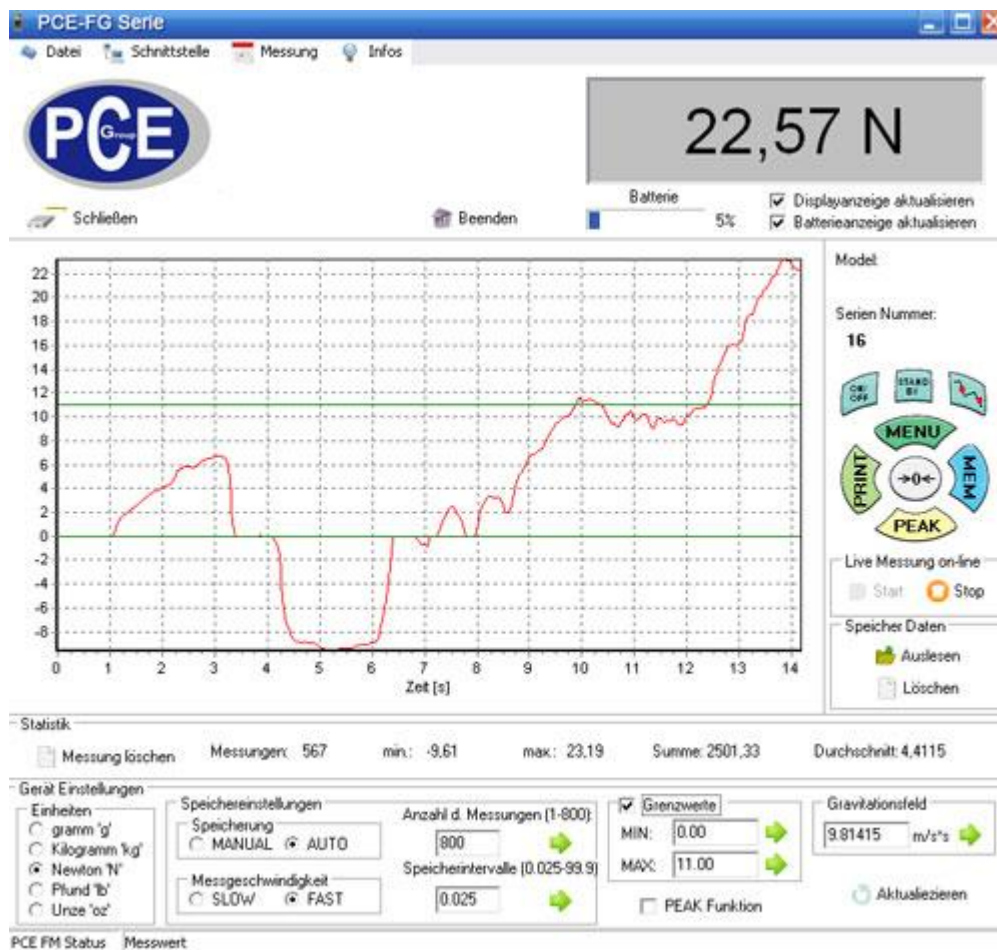 PCE-FG Serie
Datei Schnittstelle Messung Infos
PCE
Group
22,57 N
Schließen
Beenden
Batterie
5%
Displayanzeige aktualisieren
Batterieanzeige aktualisieren
22
20
18
16
14
12
10
8
6
4
2
0
-2
-4
-6
-8
0 1 2 3 4 5 6 7 8 9 10 11 12 13 14
Zeit [s]
Model:
Serien Nummer:
16
ON/
OFF
STAND
BY
MENU
PRINT
→0←
MEM
PEAK
Live Messung on-line
Start Stop
Speicher Daten
Auslesen
Löschen
Statistik
Messung löschen Messungen: 567 min.: -9,61 max.: 23,19 Summe: 2501,33 Durchschnitt: 4,4115
Gerät Einstellungen
Einheiten
gramm 'g'
Kilogramm 'kg'
Newton 'N'
Pfund 'lb'
Unze 'oz'
Speichereinstellungen
Speicherung
MANUAL AUTO
Messgeschwindigkeit
SLOW FAST
Anzahl d. Messungen (1-800):
800
Speicherintervalle (0.025-99.9)
0.025
Grenzwerte
MIN: 0.00
MAX: 11.00
PEAK Funktion
Gravitationsfeld
9.81415 m/s*s
Aktualiezieren
PCE FM Status Messwert